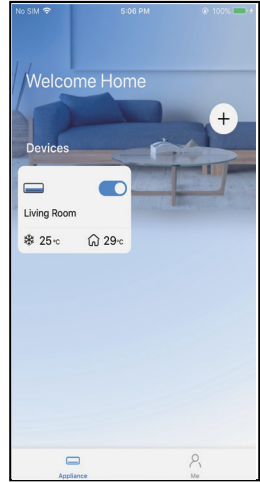 No SIM 5:06 PM 100%
Welcome Home
+
Devices
Living Room
25°C 29°C
Appliance Me